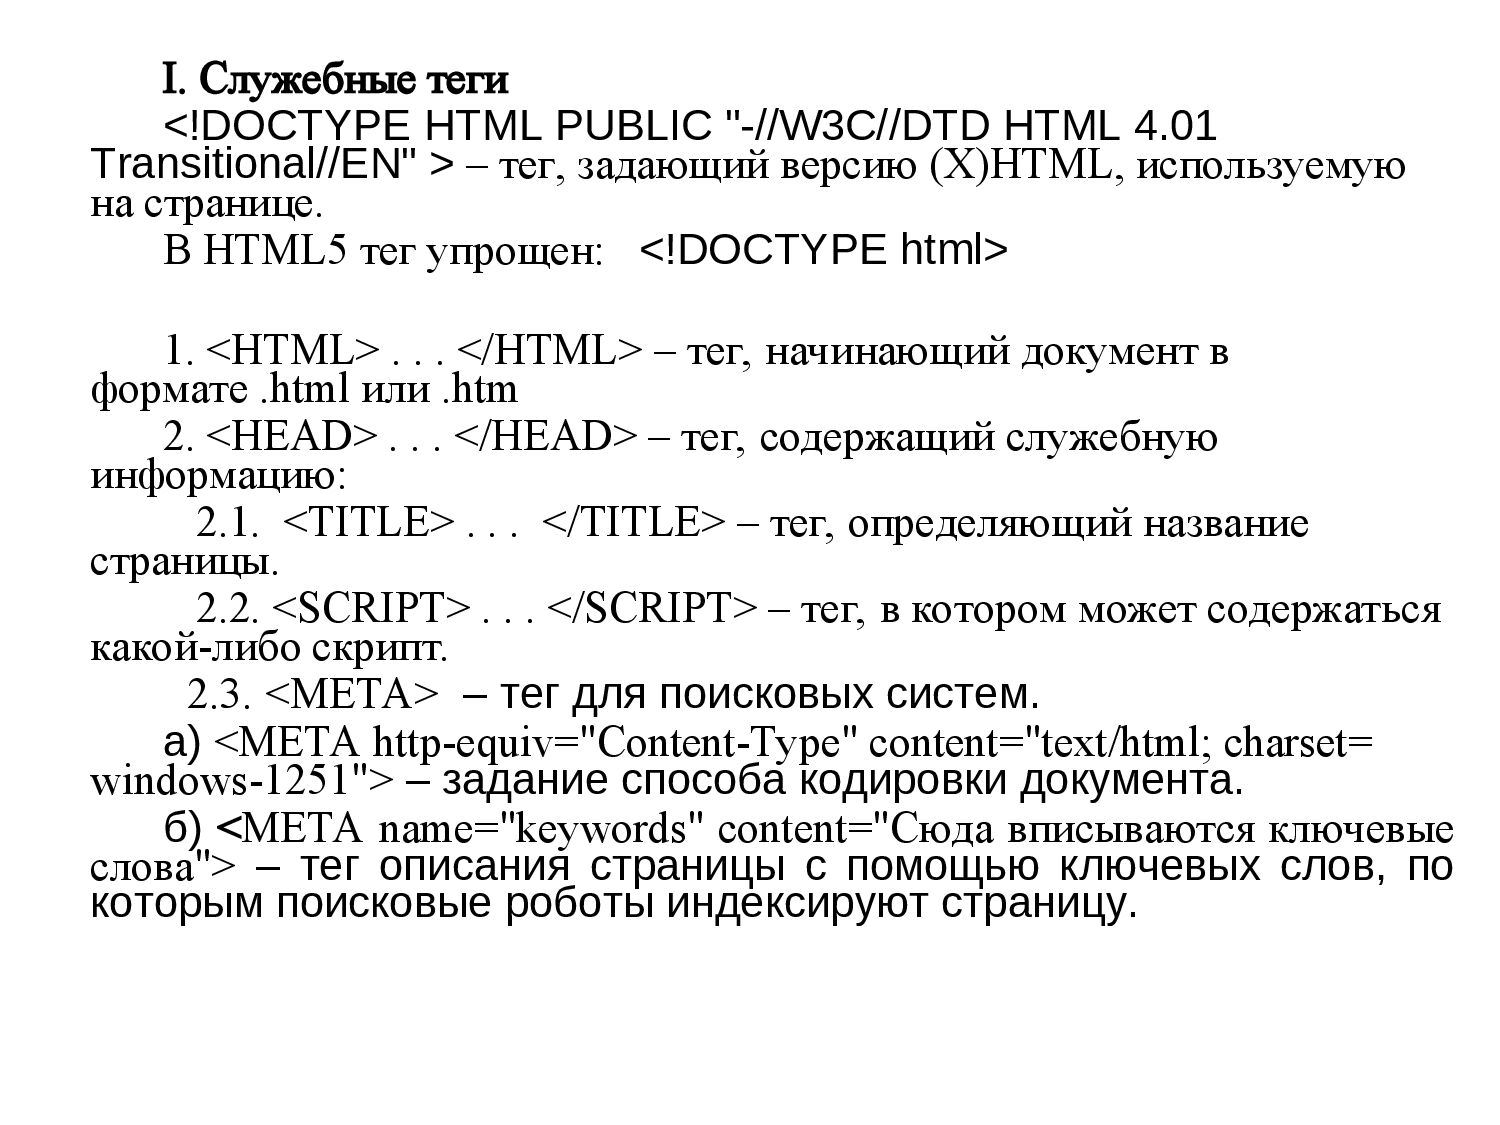 I. Служебные теги
<!DOCTYPE HTML PUBLIC "-//W3C//DTD HTML 4.01
Transitional//EN" > – тег, задающий версию (X)HTML, используемую
на странице.
В HTML5 тег упрощен: <!DOCTYPE html>
1. <HTML> . . . </HTML> – тег, начинающий документ в
формате .html или .htm
2. <HEAD> . . . </HEAD> – тег, содержащий служебную
информацию:
2.1. <TITLE> . . . </TITLE> – тег, определяющий название
страницы.
2.2. <SCRIPT> . . . </SCRIPT> – тег, в котором может содержаться
какой-либо скрипт.
2.3. <META> – тег для поисковых систем.
а) <META http-equiv="Content-Type" content="text/html; charset=
windows-1251"> – задание способа кодировки документа.
б) <META name="keywords" content="Сюда вписываются ключевые
слова"> – тег описания страницы с помощью ключевых слов, по
которым поисковые роботы индексируют страницу.